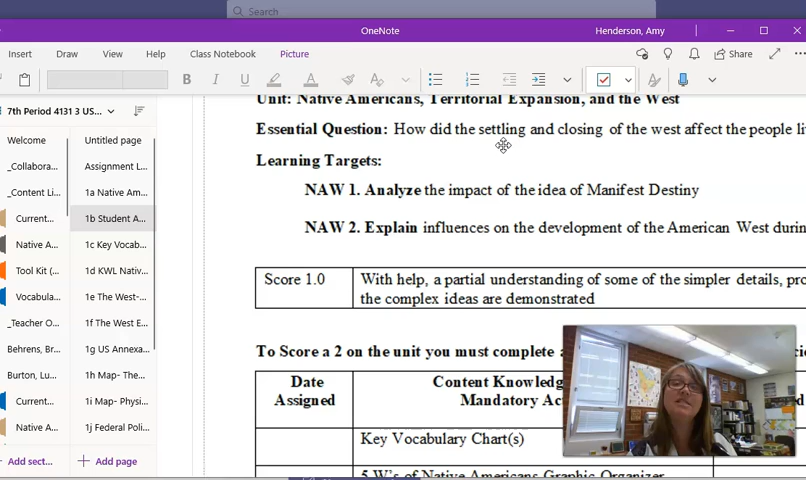 Search
OneNote
Henderson, Amy
Insert Draw View Help Class Notebook Picture
Share
B I U A
7th Period 4131 3 US...
Welcome
_Collabora...
_Content Li...
Current...
Native A...
Tool Kit (...
Vocabula...
_Teacher O...
Behrens, Br...
Burton, Lu...
Current...
Native A...
Add sect...
Untitled page
Assignment L...
1a Native Am...
1b Student A...
1c Key Vocab...
1d KWL Nativ...
1e The West-...
1f The West E...
1g US Annexa...
1h Map- The...
1i Map- Physi...
1j Federal Poli...
Add page
Unit: Native Americans, Territorial Expansion, and the West
Essential Question: How did the settling and closing of the west affect the people li
Learning Targets:
NAW 1. Analyze the impact of the idea of Manifest Destiny
NAW 2. Explain influences on the development of the American West durin
Score 1.0 With help, a partial understanding of some of the simpler details, pro
the complex ideas are demonstrated
To Score a 2 on the unit you must complete
Date
Assigned
Content Knowledg
Mandatory Ac
Key Vocabulary Chart(s)
5 W's of Native Americans Graphic Organizer